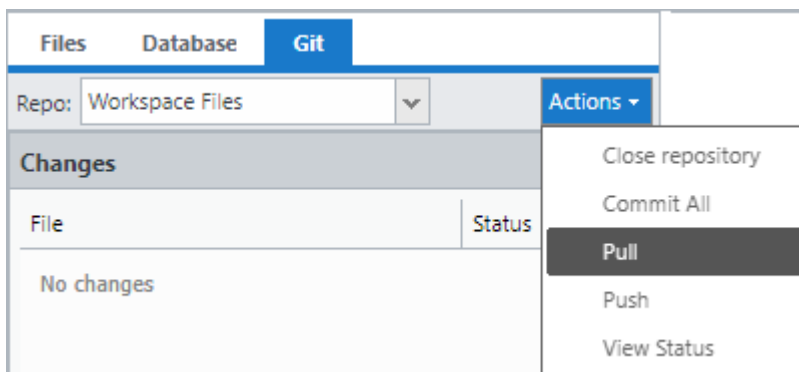 Files Database Git
Repo: Workspace Files Actions
Changes
File Status
No changes
Close repository
Commit All
Pull
Push
View Status